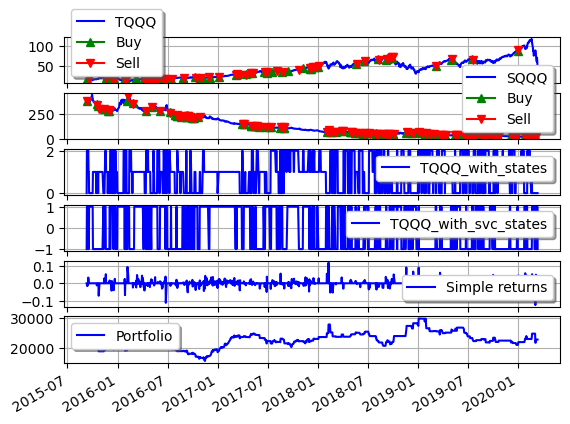 TQQQ
Buy
Sell
100
50
SQQQ
Buy
Sell
250
0
2
0
TQQQ_with_states
1
0
−1
TQQQ_with_svc_states
0.1
0.0
−0.1
Simple returns
30000
20000
Portfolio
2015-07
2016-01
2016-07
2017-01
2017-07
2018-01
2018-07
2019-01
2019-07
2020-01